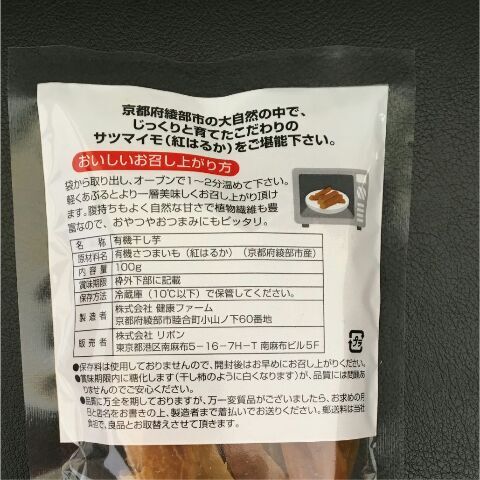 京都府綾部市の大自然の中で、
じっくりと育てたこだわりの
サツマイモ（紅はるか）をご堪能下さい。
おいしいお召し上がり方
袋から取り出し、オーブンで1～2分温めて下さい。
軽くあぶるとより一層美味しくお召し上がり頂け
ます。腹持ちもよく自然な甘さで植物繊維も豊
富なので、おやつやおつまみにもピッタリ。
名 称 有機干し芋
原材料名 有機さつまいも（紅はるか）（京都府綾部市産）
内 容 量 100g
賞味期限 枠外下部に記載
保存方法 冷蔵庫（10℃以下）で保管してください。
製 造 者 株式会社 健康ファーム
京都府綾部市睦合町小山ノ下60番地
販 売 者 株式会社 リボン
東京都港区南麻布5－16－7H－T 南麻布ビル5F
プラ
●保存料は使用しておりませんので、開封後はお早めにお召し上がりください。
●賞味期限内に糖化します（干し柿のように白くなります）が、品質には問題あ
りませんのでご安心ください。
●品質に万全を期しておりますが、万一変質品がございましたら、お求めの月
日と店名をお書きの上、製造者まで着払いでお送りください。郵送料は当社
負担で、良品とお取替えさせて頂きます。